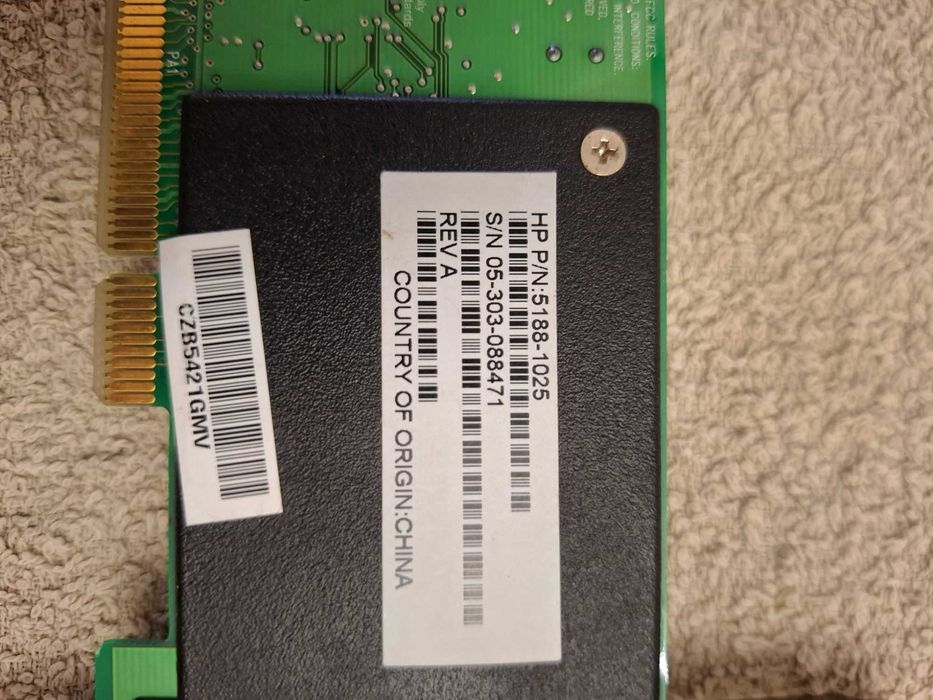 FCC RULES.
CONDITIONS:
INTERFERENCE.
PA1
HP P/N:5188-1025
S/N 05-303-088471
REV A
COUNTRY OF ORIGIN:CHINA
CZB5421GMV